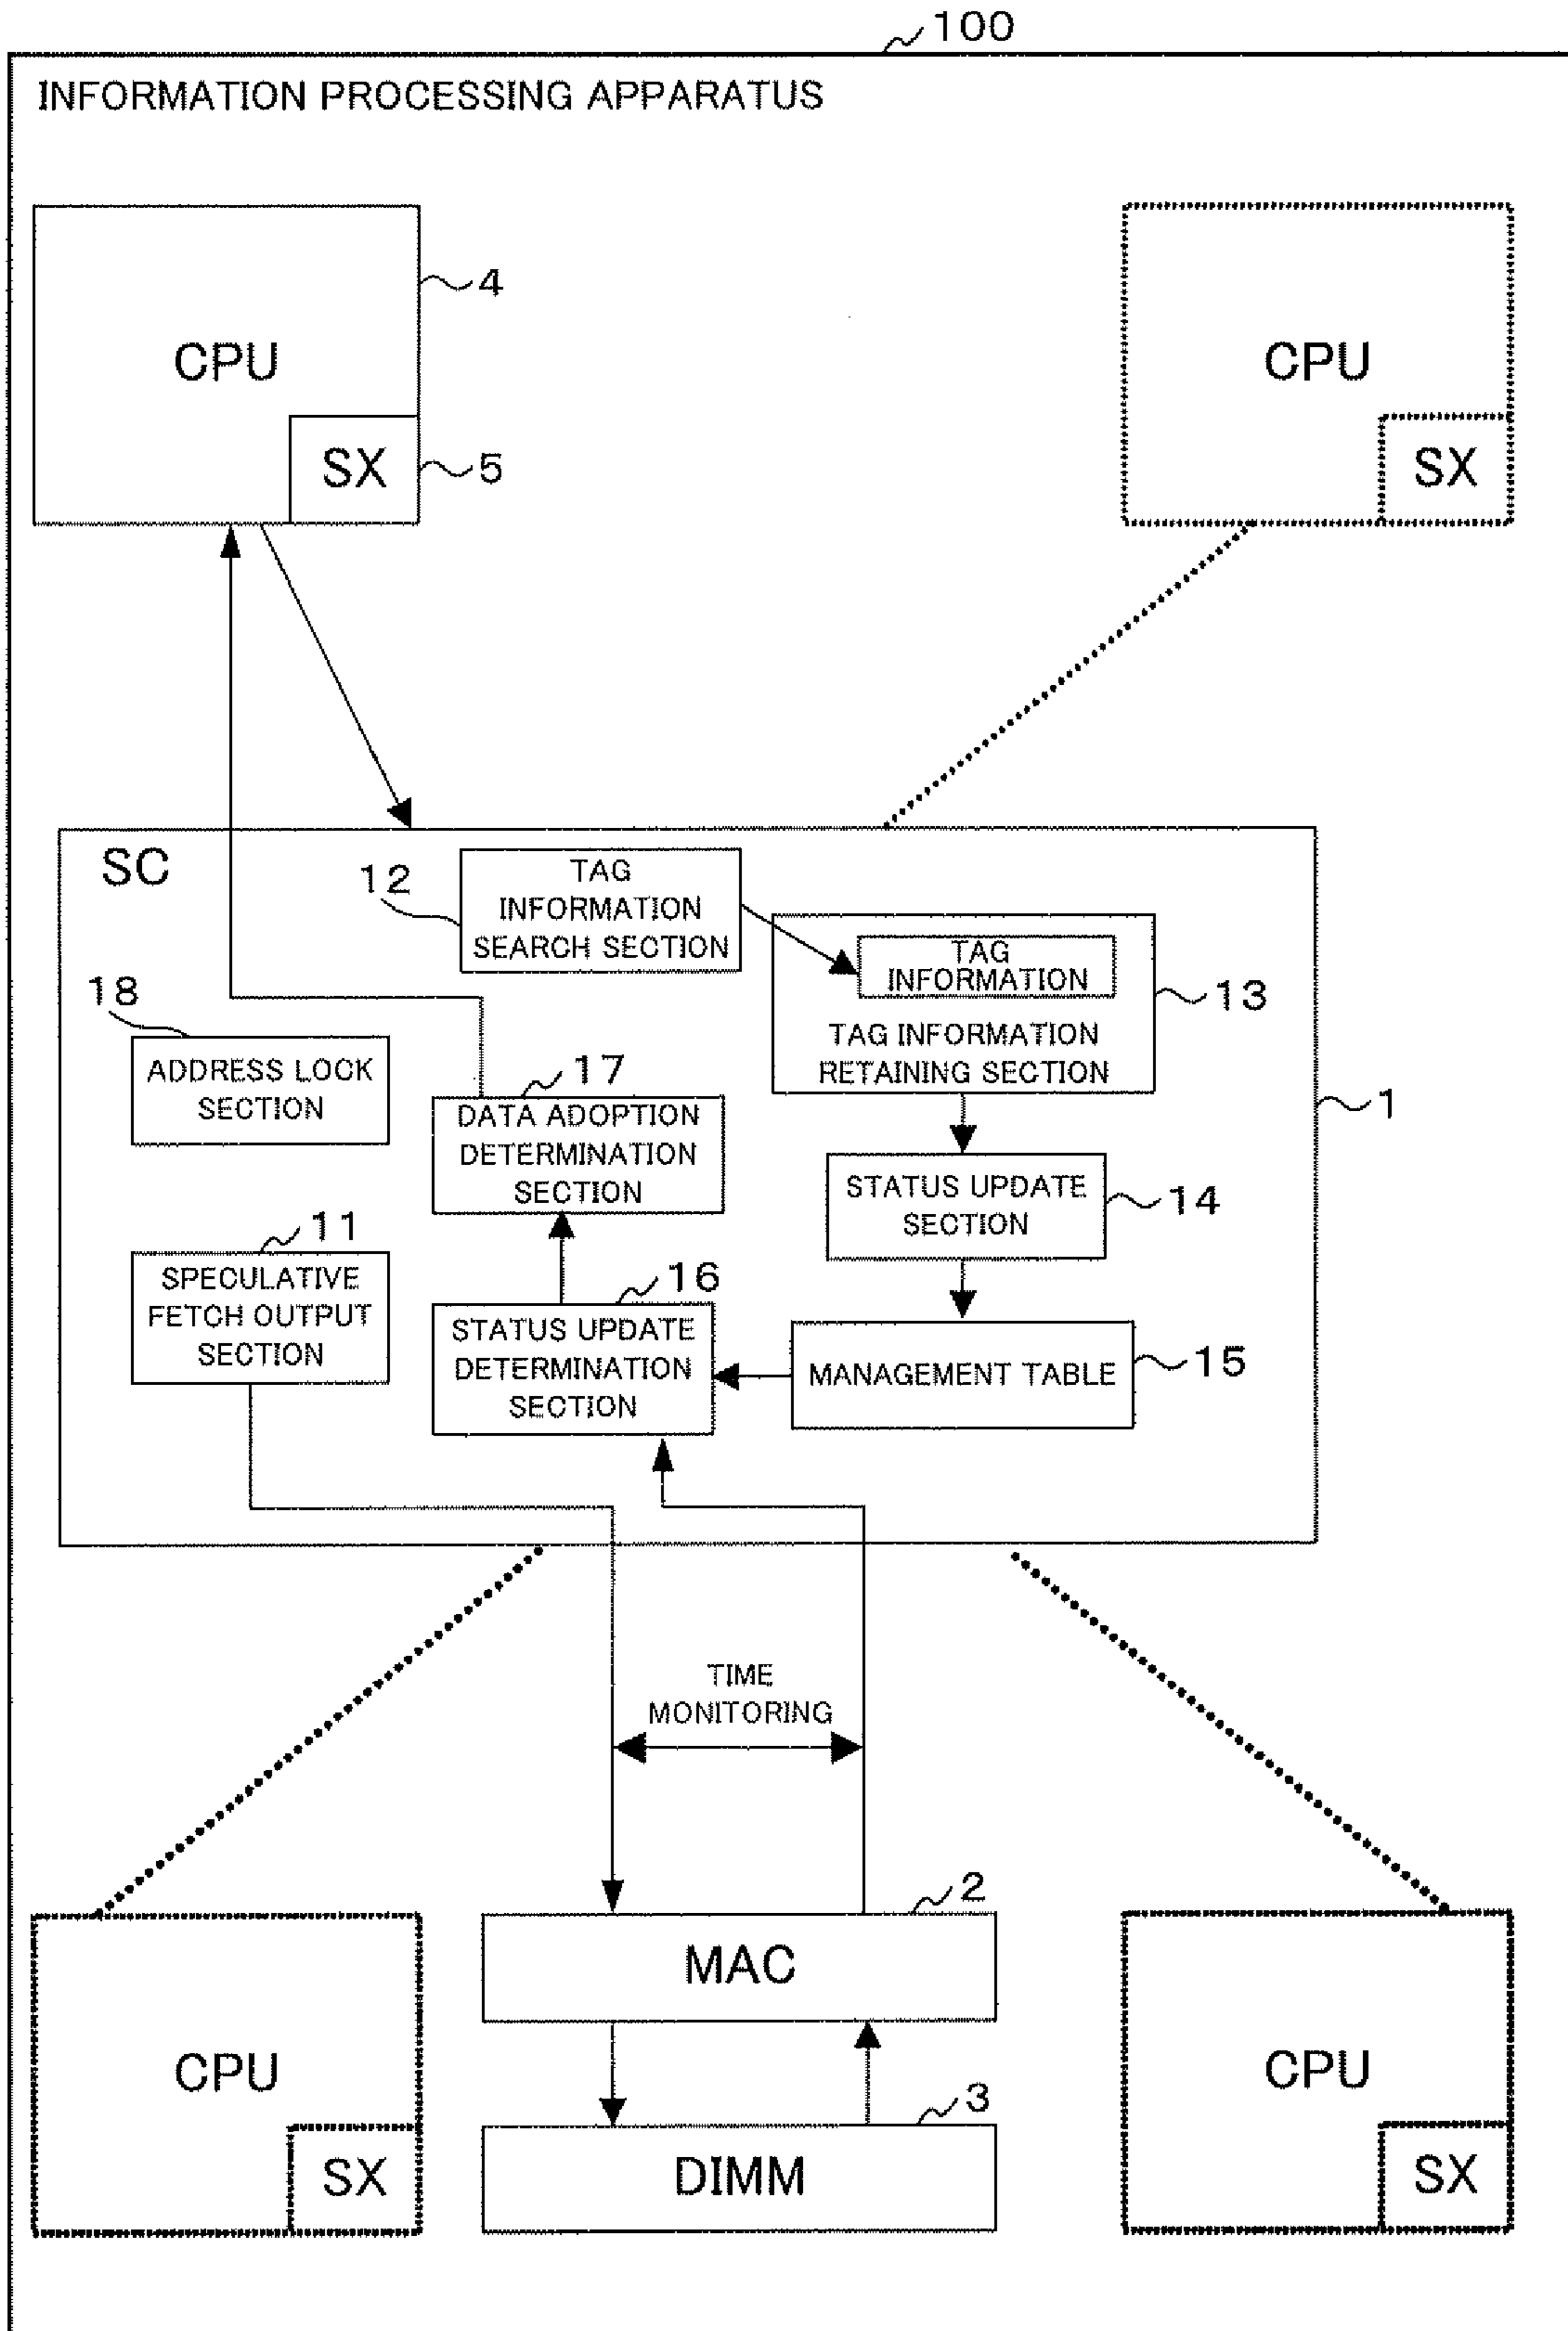 100
INFORMATION PROCESSING APPARATUS
4
CPU
SX
5
CPU
SX
SC
12
TAG
INFORMATION
SEARCH SECTION
TAG
INFORMATION
TAG INFORMATION
RETAINING SECTION
13
18
ADDRESS LOCK
SECTION
17
DATA ADOPTION
DETERMINATION
SECTION
1
STATUS UPDATE
SECTION
14
11
SPECULATIVE
FETCH OUTPUT
SECTION
16
STATUS UPDATE
DETERMINATION
SECTION
MANAGEMENT TABLE
15
TIME
MONITORING
2
MAC
CPU
SX
3
DIMM
CPU
SX